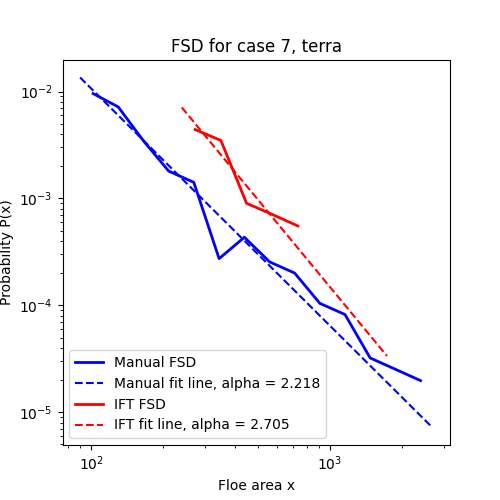 FSD for case 7, terra
Probability P(x)
10⁻²
10⁻³
10⁻⁴
10⁻⁵
Manual FSD
Manual fit line, alpha = 2.218
IFT FSD
IFT fit line, alpha = 2.705
10²
10³
Floe area x